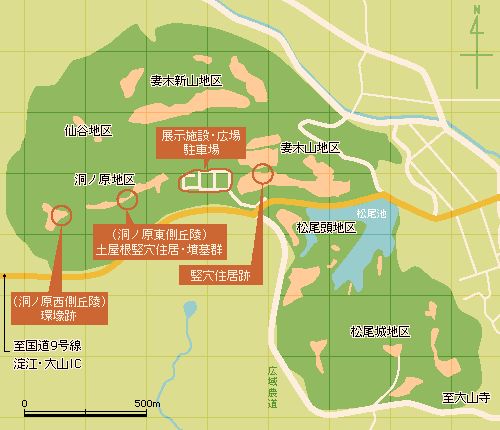 N
妻木新山地区
仙谷地区
展示施設・広場
駐車場
妻木山地区
洞ノ原地区
松尾池
松尾頭地区
(洞ノ原東側丘陵)
土屋根竪穴住居・墳墓群
竪穴住居跡
(洞ノ原西側丘陵)
環壕跡
松尾城地区
至国道9号線
淀江・大山IC
広域農道
至大山寺
0
500m